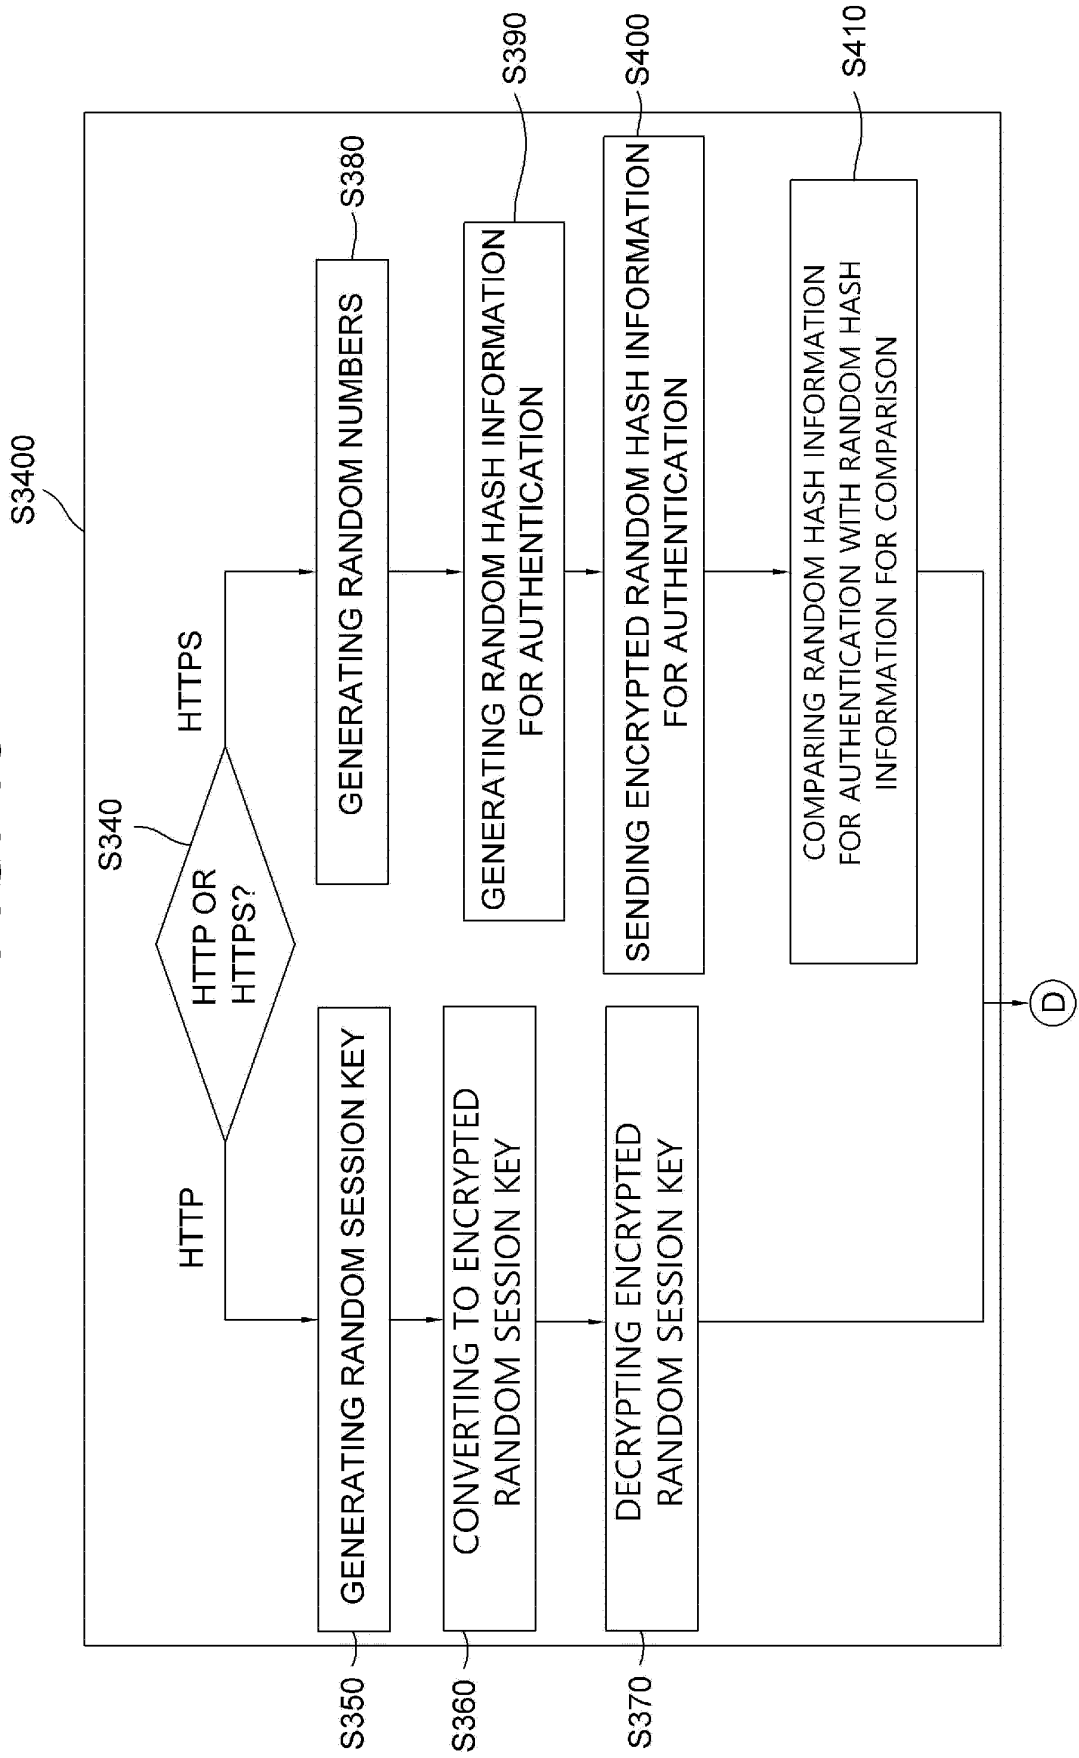 S3400
S340
HTTP OR
HTTPS?
HTTP
HTTPS
S350
GENERATING RANDOM SESSION KEY
S360
CONVERTING TO ENCRYPTED
RANDOM SESSION KEY
S370
DECRYPTING ENCRYPTED
RANDOM SESSION KEY
GENERATING RANDOM NUMBERS
S380
GENERATING RANDOM HASH INFORMATION
FOR AUTHENTICATION
S390
SENDING ENCRYPTED RANDOM HASH INFORMATION
FOR AUTHENTICATION
S400
COMPARING RANDOM HASH INFORMATION
FOR AUTHENTICATION WITH RANDOM HASH
INFORMATION FOR COMPARISON
S410
D